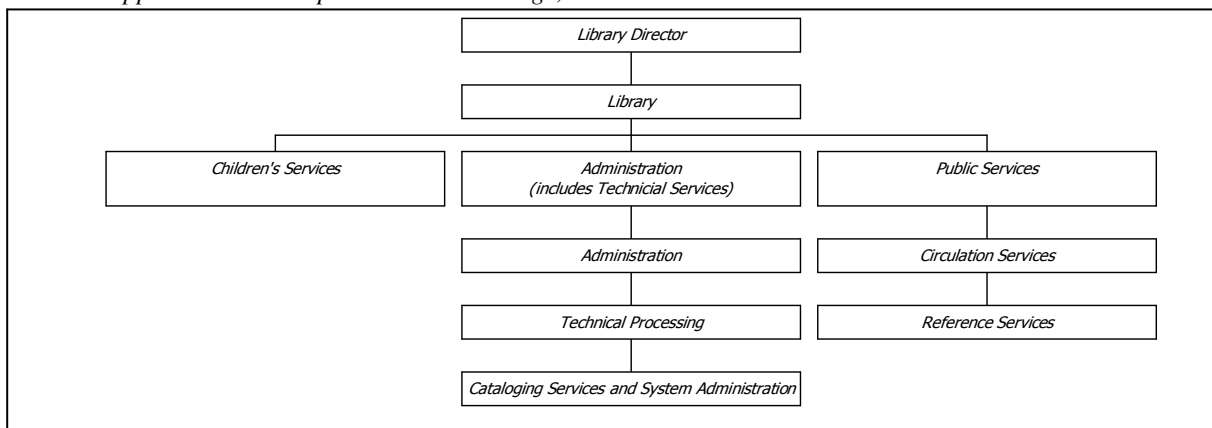 Library Director
Library
Children's Services
Administration
(includes Technicial Services)
Public Services
Administration
Circulation Services
Technical Processing
Reference Services
Cataloging Services and System Administration